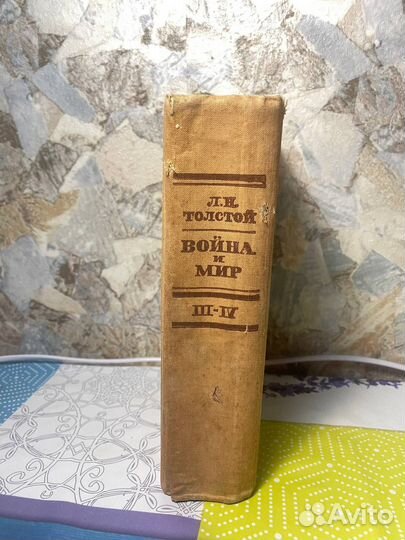 Л.Н.
ТОЛСТОЙ
ВОЙНА
И
МИР
III-IV
Avito